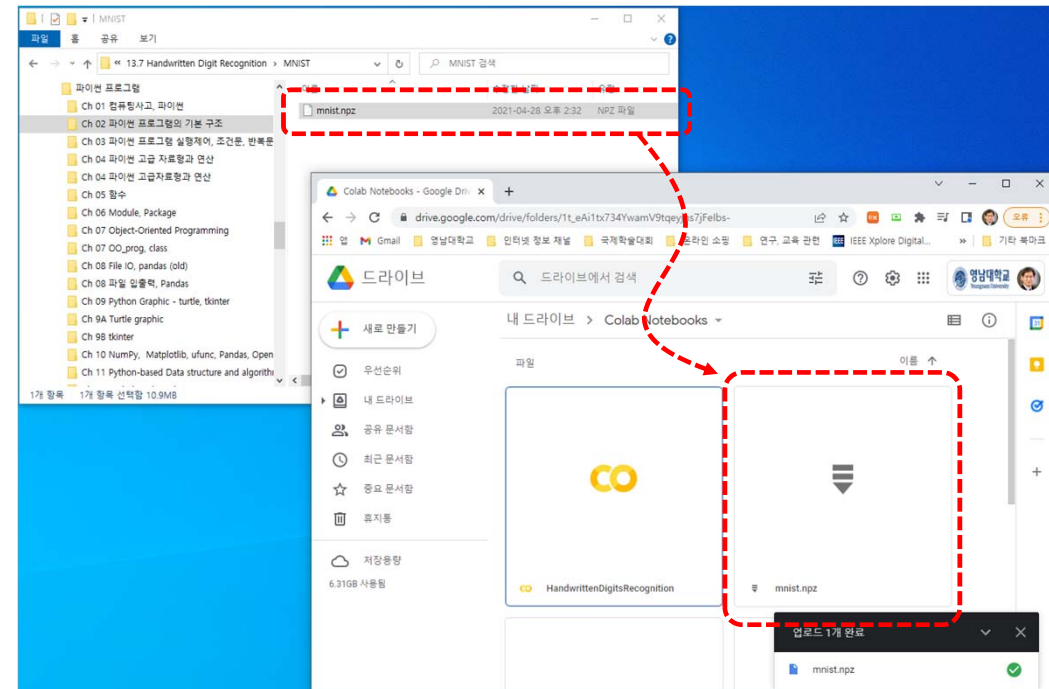 MNIST
파일 홈 공유 보기
« 13.7 Handwritten Digit Recognition > MNIST
MNIST 검색
파이썬 프로그램
Ch 01 컴퓨팅사고, 파이썬
Ch 02 파이썬 프로그램의 기본 구조
Ch 03 파이썬 프로그램 실행제어, 조건문, 반복문
Ch 04 파이썬 고급 자료형과 연산
Ch 04 파이썬 고급자료형과 연산
Ch 05 함수
Ch 06 Module, Package
Ch 07 Object-Oriented Programming
Ch 07 OO_prog, class
Ch 08 File IO, pandas (old)
Ch 08 파일 입출력, Pandas
Ch 09 Python Graphic - turtle, tkinter
Ch 9A Turtle graphic
Ch 9B tkinter
Ch 10 NumPy, Matplotlib, ufunc, Pandas, Open
Ch 11 Python-based Data structure and algorith
1개 항목 1개 항목 선택함 10.9MB
mnist.npz 2021-04-28 오후 2:32 NPZ 파일
Colab Notebooks - Google Driv
drive.google.com/drive/folders/
오류
앱 Gmail 영남대학교 인터넷 정보 채널 국제학술대회 온라인 쇼핑 연구, 교육 관련 IEEE Xplore Digital... » 기타 북마크
드라이브
드라이브에서 검색
영남대학교
Yeungnam University
새로 만들기
내 드라이브 > Colab Notebooks
파일 이름
우선순위
내 드라이브
공유 문서함
최근 문서함
중요 문서함
휴지통
저장용량
6.31GB 사용됨
CO
CO HandwrittenDigitsRecognition
mnist.npz
업로드 1개 완료
mnist.npz